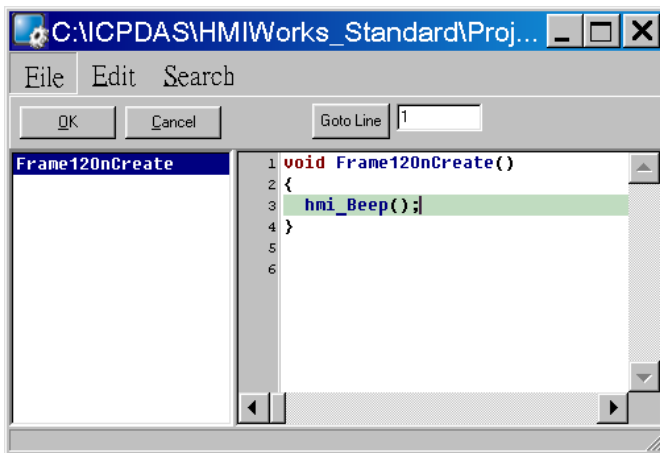 C:\ICPDAS\HMIWorks_Standard\Proj...
File Edit Search
OK Cancel Goto Line 1
Frame12OnCreate
1 void Frame12OnCreate()
2 {
3 hmi_Beep();
4 }
5
6